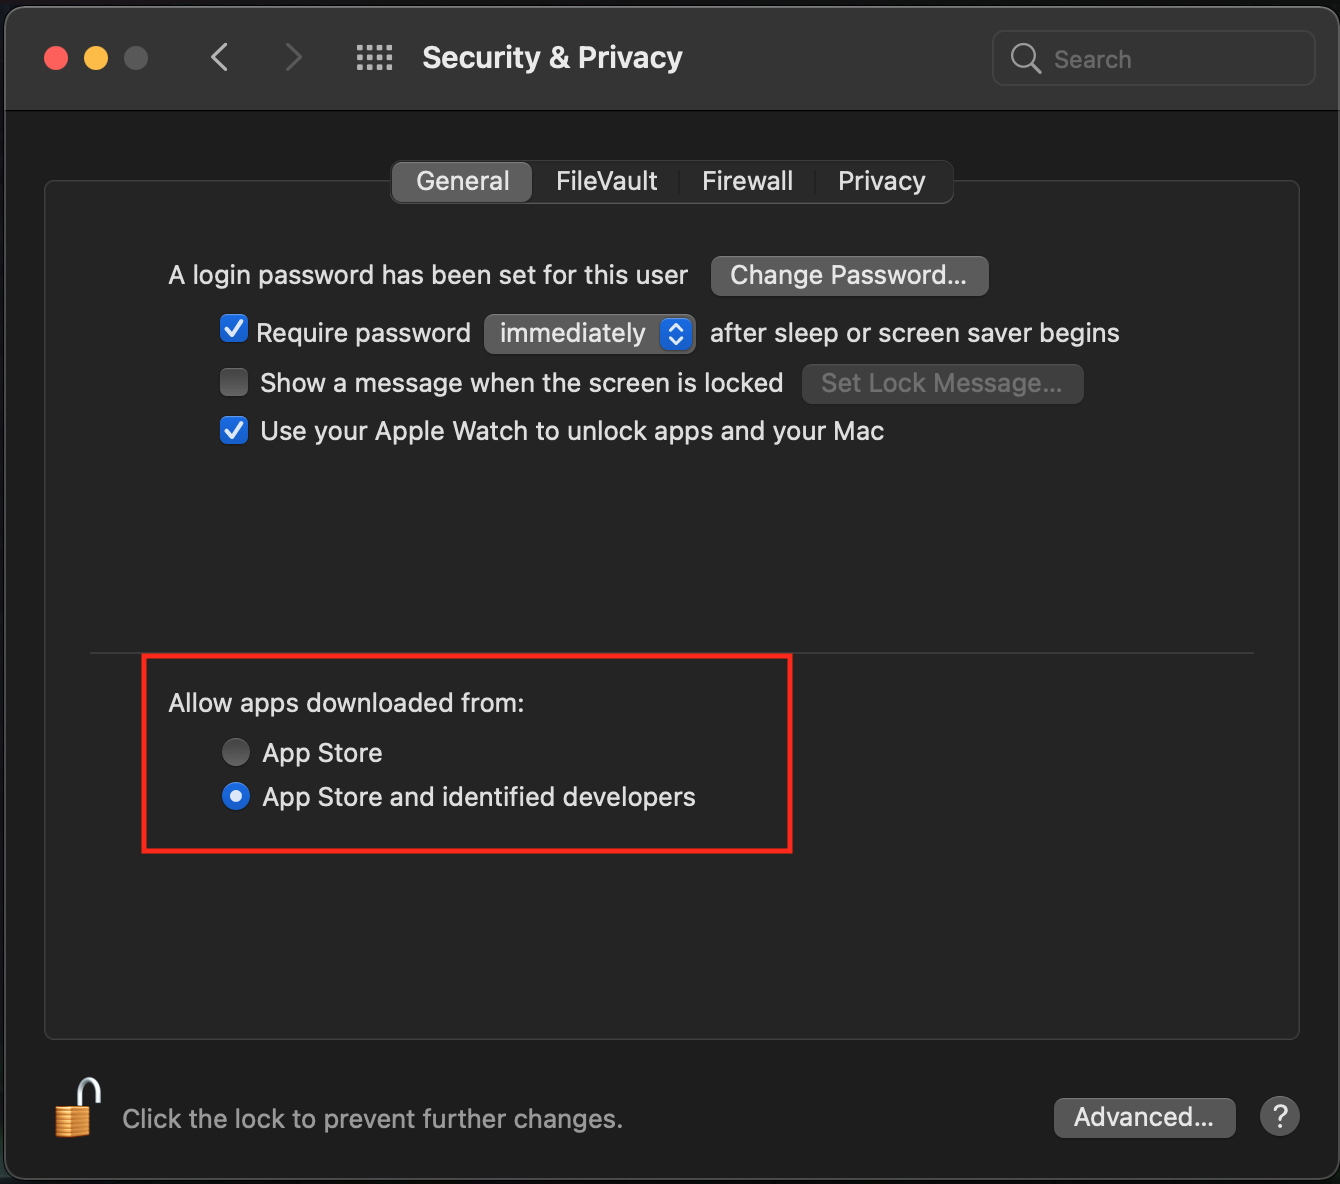 Security & Privacy
Search
General FileVault Firewall Privacy
A login password has been set for this user Change Password...
Require password immediately after sleep or screen saver begins
Show a message when the screen is locked Set Lock Message...
Use your Apple Watch to unlock apps and your Mac
Allow apps downloaded from:
App Store
App Store and identified developers
Click the lock to prevent further changes.
Advanced... ?